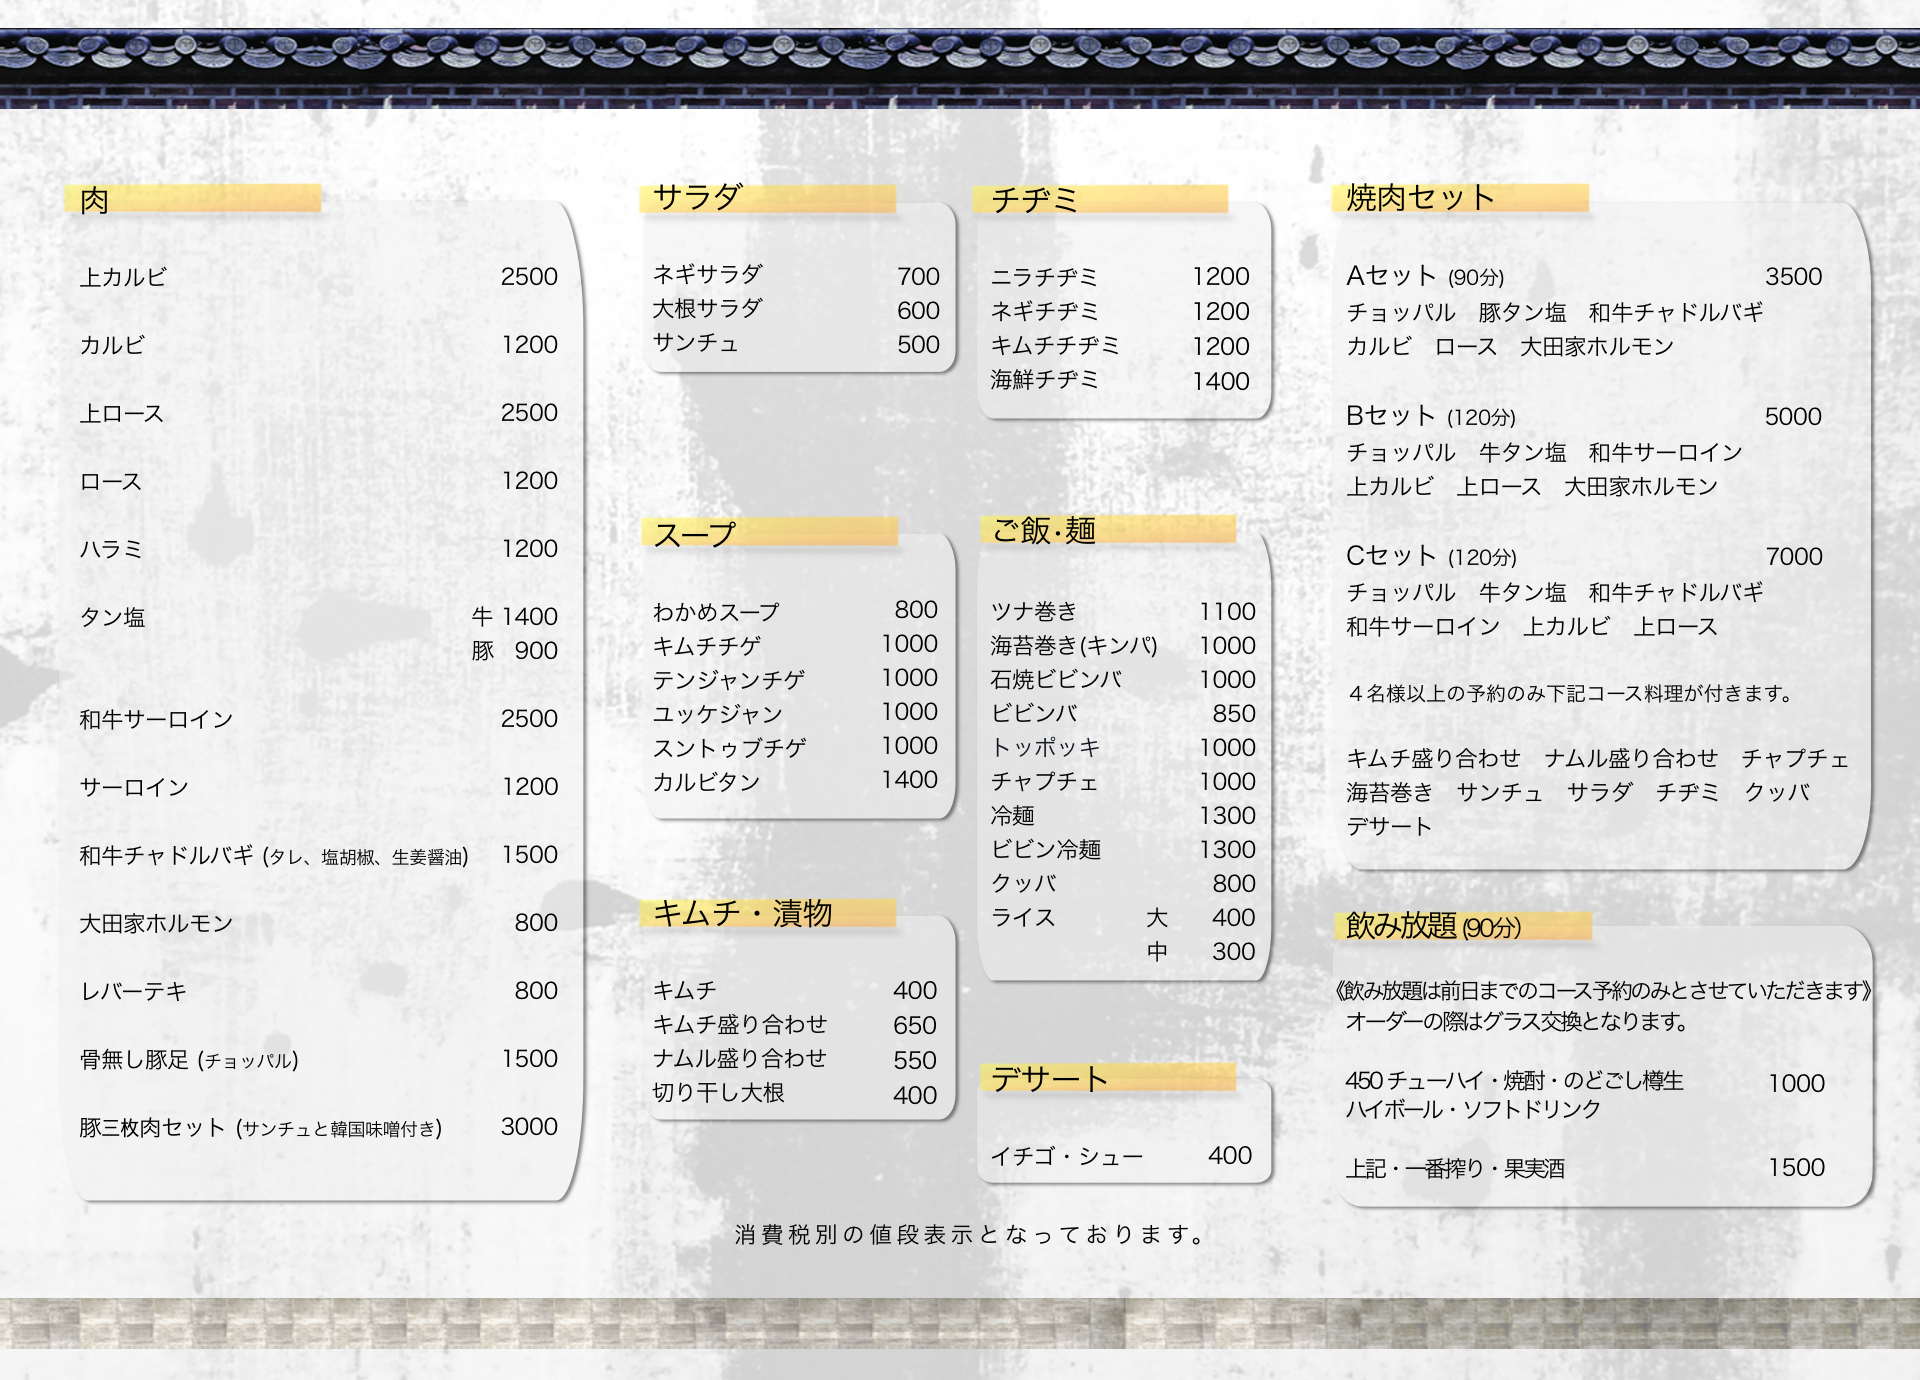 肉
上カルビ 2500
カルビ 1200
上ロース 2500
ロース 1200
ハラミ 1200
タン塩 牛 1400
豚 900
和牛サーロイン 2500
サーロイン 1200
和牛チャドルバギ (タレ、塩胡椒、生姜醤油) 1500
大田家ホルモン 800
レバーテキ 800
骨無し豚足 (チョッパル) 1500
豚三枚肉セット (サンチュと韓国味噌付き) 3000
サラダ
ネギサラダ 700
大根サラダ 600
サンチュ 500
スープ
わかめスープ 800
キムチチゲ 1000
テンジャンチゲ 1000
ユッケジャン 1000
スントゥブチゲ 1000
カルビタン 1400
キムチ・漬物
キムチ 400
キムチ盛り合わせ 650
ナムル盛り合わせ 550
切り干し大根 400
チヂミ
ニラチヂミ 1200
ネギチヂミ 1200
キムチチヂミ 1200
海鮮チヂミ 1400
ご飯・麺
ツナ巻き 1100
海苔巻き(キンパ) 1000
石焼ビビンバ 1000
ビビンバ 850
トッポッキ 1000
チャプチェ 1000
冷麺 1300
ビビン冷麺 1300
クッバ 800
ライス 大 400
中 300
デザート
イチゴ・シュー 400
焼肉セット
Aセット (90分) 3500
チョッパル 豚タン塩 和牛チャドルバギ
カルビ ロース 大田家ホルモン
Bセット (120分) 5000
チョッパル 牛タン塩 和牛サーロイン
上カルビ 上ロース 大田家ホルモン
Cセット (120分) 7000
チョッパル 牛タン塩 和牛チャドルバギ
和牛サーロイン 上カルビ 上ロース
４名様以上の予約のみ下記コース料理が付きます。
キムチ盛り合わせ ナムル盛り合わせ チャプチェ
海苔巻き サンチュ サラダ チヂミ クッバ
デザート
飲み放題 (90分)
《飲み放題は前日までのコース予約のみとさせていただきます》
オーダーの際はグラス交換となります。
450 チューハイ・焼酎・のどごし樽生 1000
ハイボール・ソフトドリンク
上記・一番搾り・果実酒 1500
消費税別の値段表示となっております。